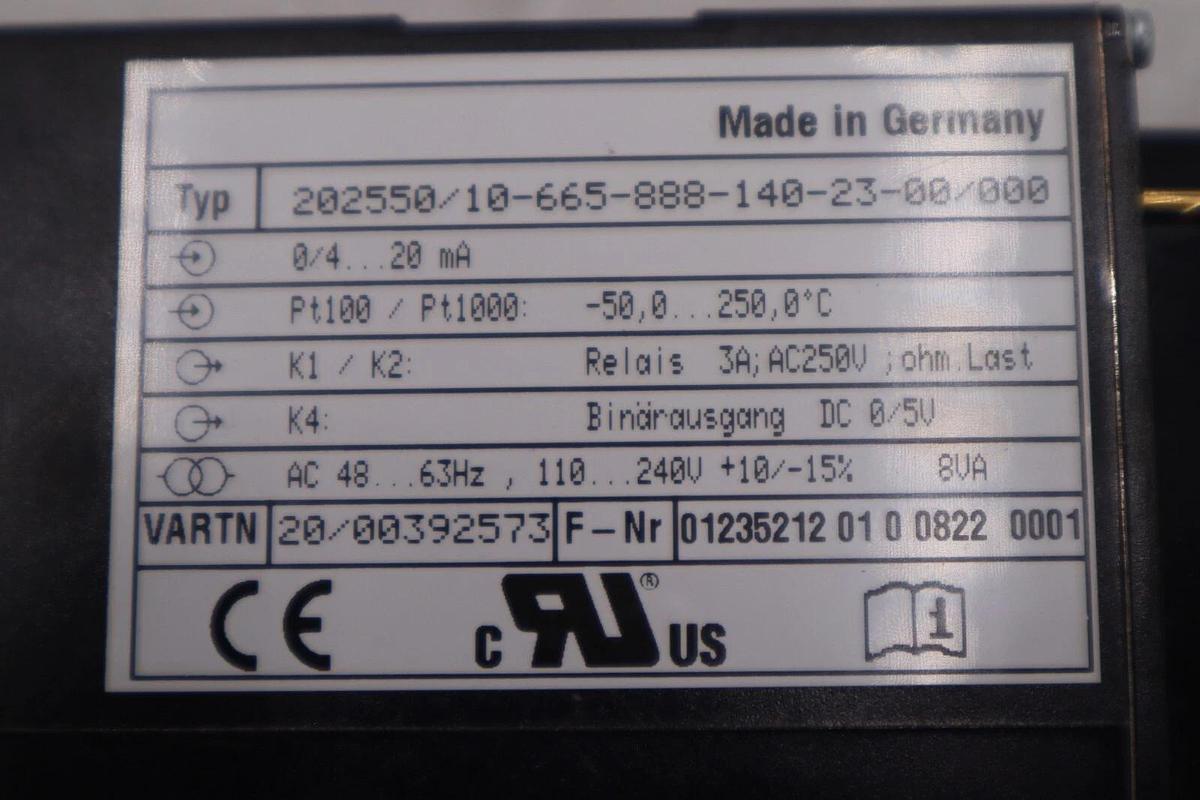 Made in Germany
Typ 202550/10-665-888-140-23-00/000
0/4...20 mA
Pt100 / Pt1000: -50,0...250,0°C
K1 / K2: Relais 3A;AC250V ;ohm.Last
K4: Binärausgang DC 0/5V
AC 48...63Hz , 110...240V +10/-15% 8VA
VARTN 20/00392573 F-Nr 01235212 01 0 0822 0001
CE c RU® US i